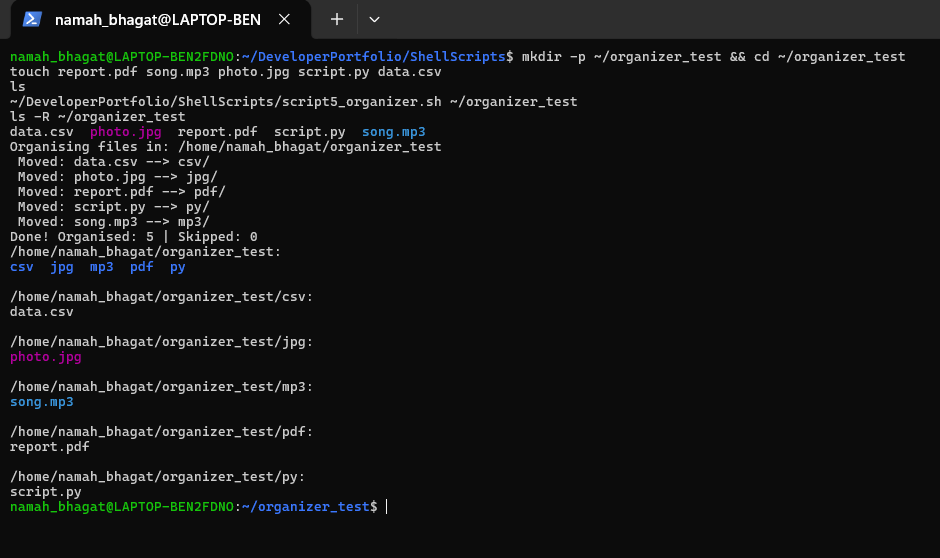 namah_bhagat@LAPTOP-BEN
namah_bhagat@LAPTOP-BEN2FDNO:~/DeveloperPortfolio/ShellScripts$ mkdir -p ~/organizer_test && cd ~/organizer_test
touch report.pdf song.mp3 photo.jpg script.py data.csv
ls
~/DeveloperPortfolio/ShellScripts/script5_organizer.sh ~/organizer_test
ls -R ~/organizer_test
data.csv  photo.jpg  report.pdf  script.py  song.mp3
Organising files in: /home/namah_bhagat/organizer_test
 Moved: data.csv --> csv/
 Moved: photo.jpg --> jpg/
 Moved: report.pdf --> pdf/
 Moved: script.py --> py/
 Moved: song.mp3 --> mp3/
Done! Organised: 5 | Skipped: 0
/home/namah_bhagat/organizer_test:
csv  jpg  mp3  pdf  py

/home/namah_bhagat/organizer_test/csv:
data.csv

/home/namah_bhagat/organizer_test/jpg:
photo.jpg

/home/namah_bhagat/organizer_test/mp3:
song.mp3

/home/namah_bhagat/organizer_test/pdf:
report.pdf

/home/namah_bhagat/organizer_test/py:
script.py
namah_bhagat@LAPTOP-BEN2FDNO:~/organizer_test$